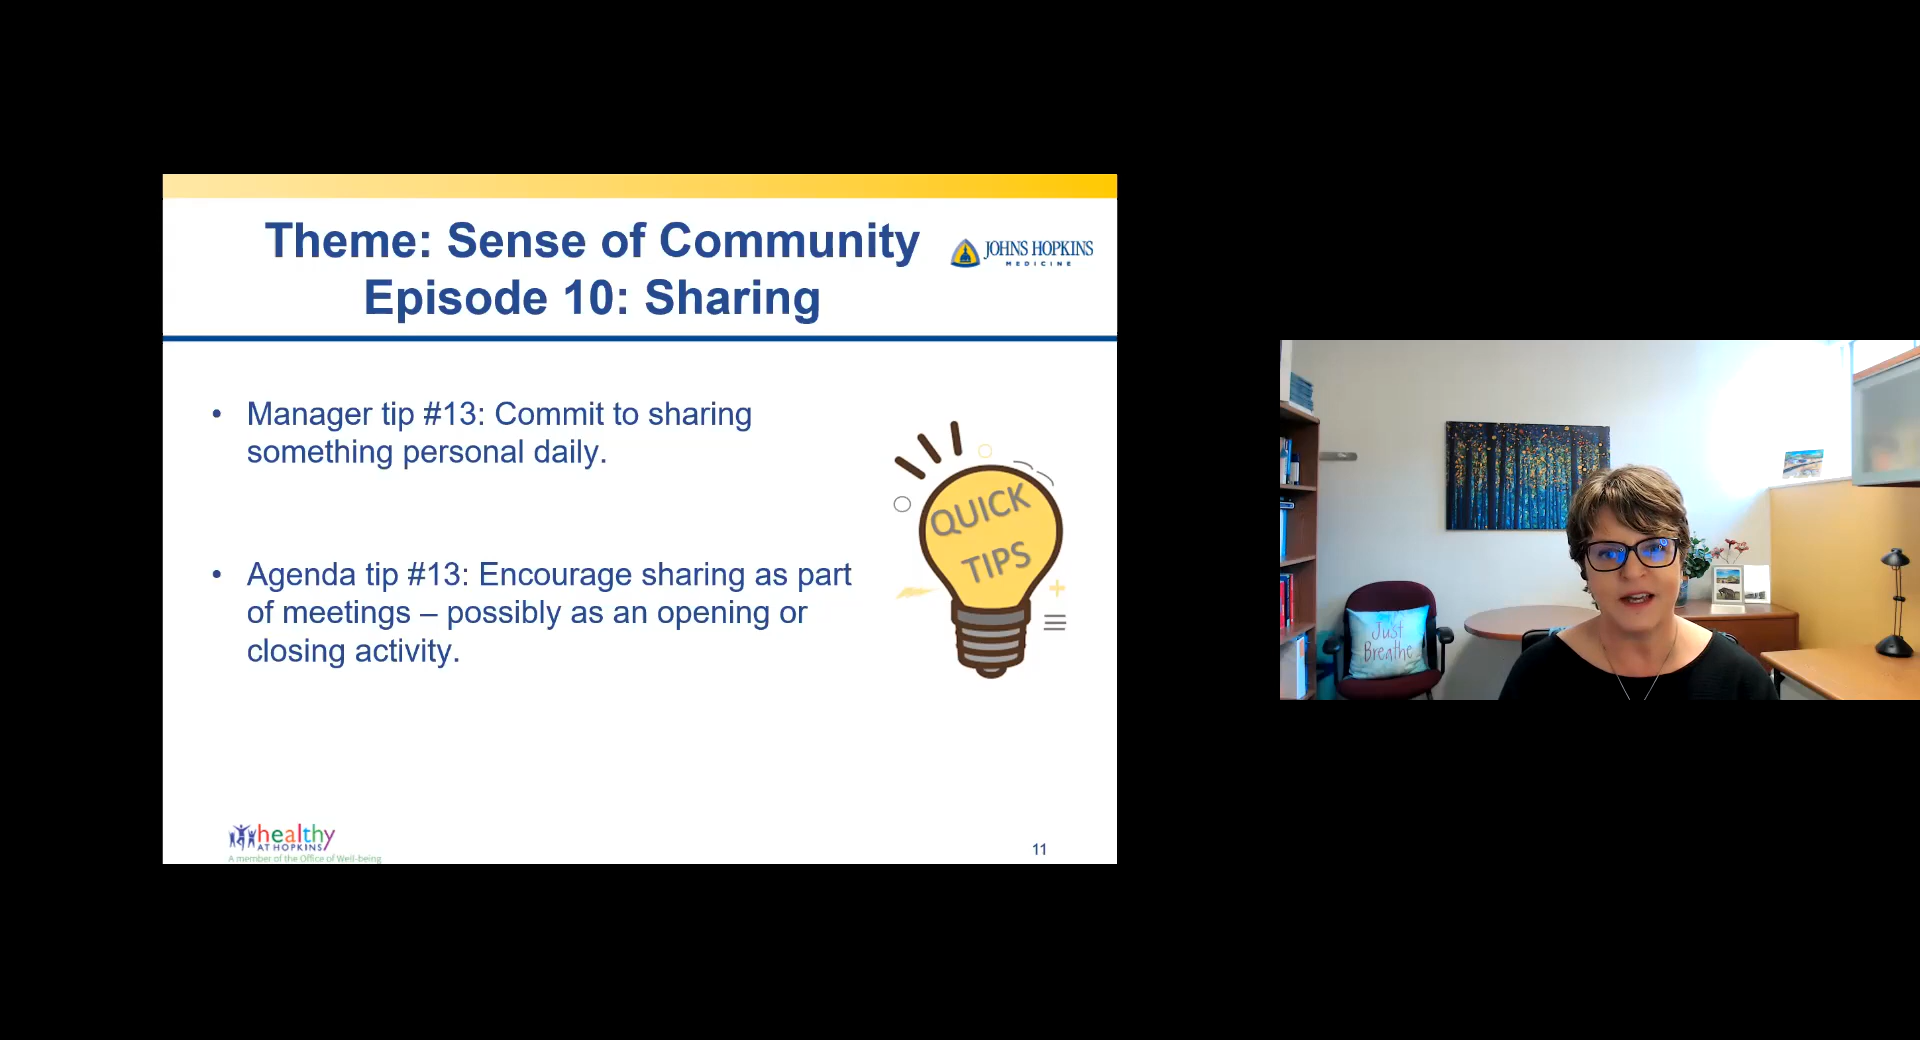 Theme: Sense of Community
Episode 10: Sharing
JOHNS HOPKINS
MEDICINE
• Manager tip #13: Commit to sharing
something personal daily.
• Agenda tip #13: Encourage sharing as part
of meetings – possibly as an opening or
closing activity.
QUICK
TIPS
healthy
AT HOPKINS
A member of the Office of Well-being
11
Just
Breathe